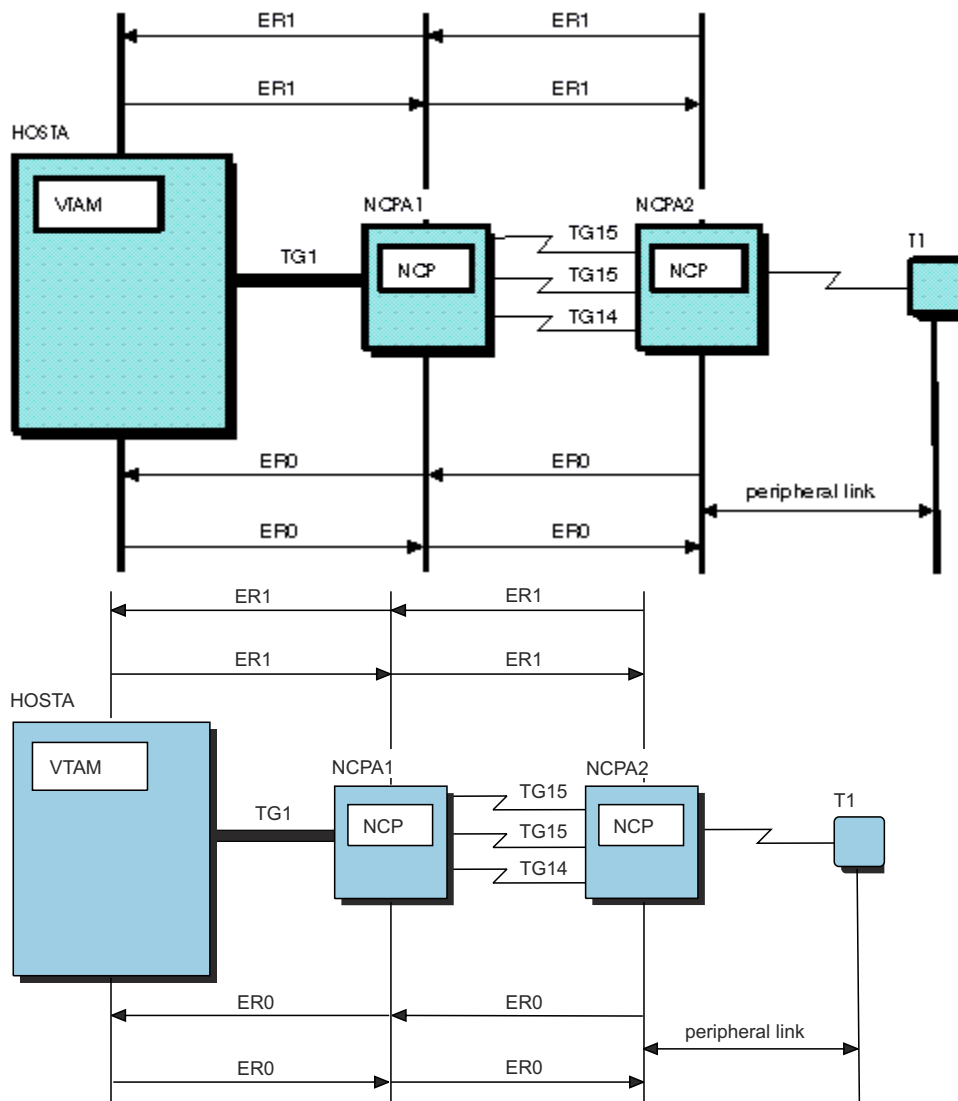 ER1 ER1
ER1 ER1
HOSTA
VTAM
NCPA1
NCPA2
TG15
T1
TG1
NCP
TG15
NCP
TG14
ER0 ER0
peripheral link
ER0 ER0
ER1 ER1
ER1 ER1
HOSTA
VTAM
NCPA1
NCPA2
TG15
T1
TG1
NCP
TG15
NCP
TG14
ER0 ER0
peripheral link
ER0 ER0